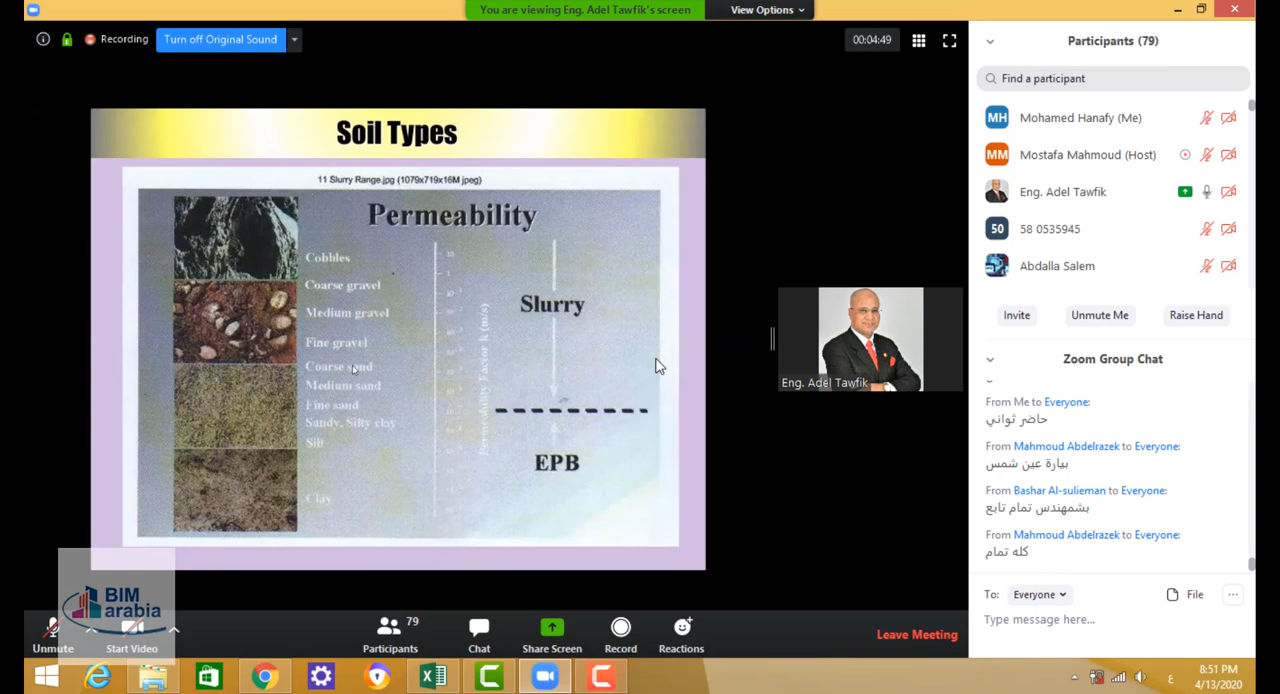 You are viewing Eng. Adel Tawfik's screen
View Options
Recording
Turn off Original Sound
00:04:49
Soil Types
11 Slurry Range.jpg (1079x719x16M jpeg)
Permeability
Cobbles
Coarse gravel
Medium gravel
Fine gravel
Coarse sand
Medium sand
Fine sand
Sandy, Silty clay
Silt
Clay
Permeability Factor k (m/s)
Slurry
EPB
Eng. Adel Tawfik
Participants (79)
Find a participant
MH Mohamed Hanafy (Me)
MM Mostafa Mahmoud (Host)
Eng. Adel Tawfik
50 58 0535945
Abdalla Salem
Invite
Unmute Me
Raise Hand
Zoom Group Chat
From Me to Everyone:
حاضر ثواني
From Mahmoud Abdelrazek to Everyone:
بيارة عين شمس
From Bashar Al-sulieman to Everyone:
بشمهندس تمام تابع
From Mahmoud Abdelrazek to Everyone:
كله تمام
To: Everyone
File
Type message here...
BIM
arabia
Unmute
Start Video
79
Participants
Chat
Share Screen
Record
Reactions
Leave Meeting
ع
8:51 PM
4/13/2020